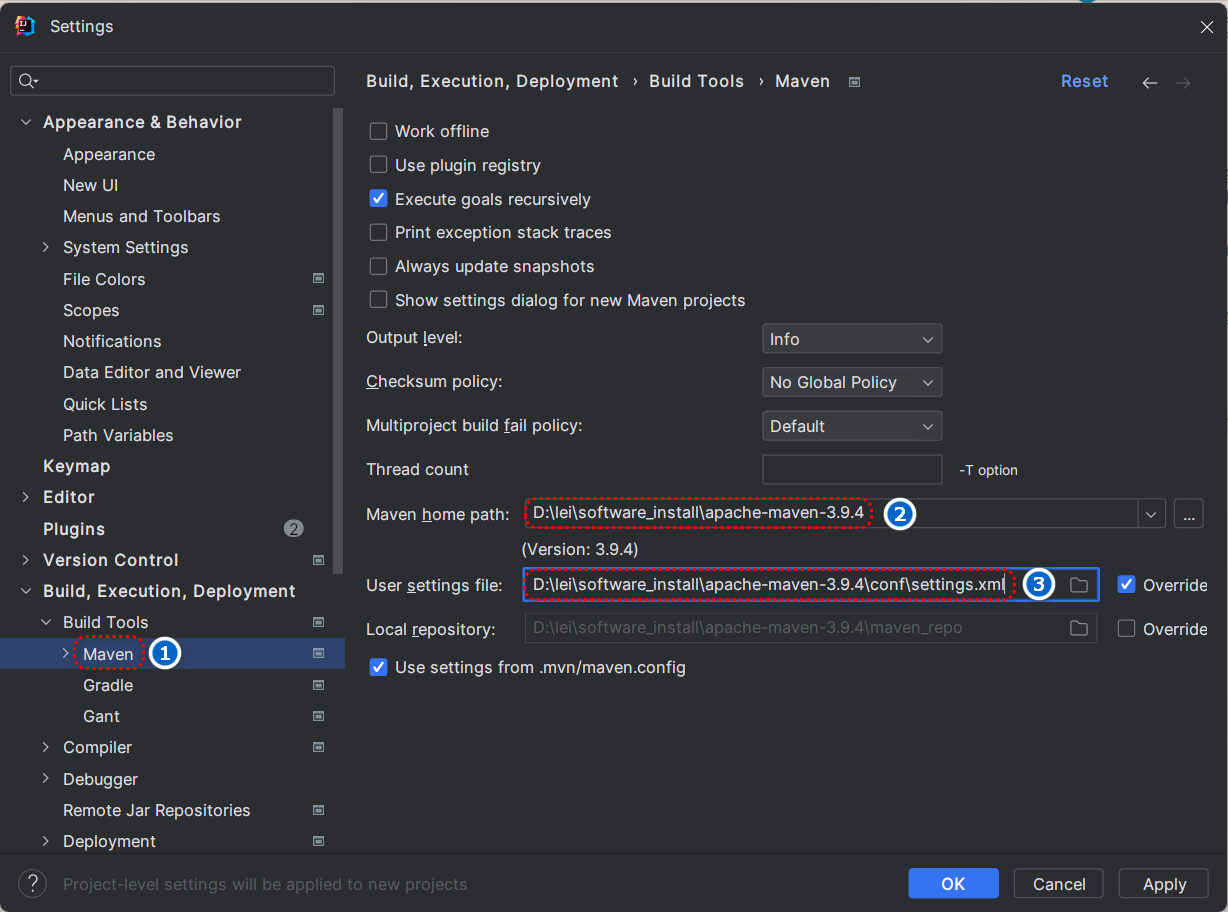 Settings
Build, Execution, Deployment › Build Tools › Maven
Reset
Appearance & Behavior
Appearance
New UI
Menus and Toolbars
System Settings
File Colors
Scopes
Notifications
Data Editor and Viewer
Quick Lists
Path Variables
Keymap
Editor
Plugins 2
Version Control
Build, Execution, Deployment
Build Tools
Maven 1
Gradle
Gant
Compiler
Debugger
Remote Jar Repositories
Deployment
Work offline
Use plugin registry
Execute goals recursively
Print exception stack traces
Always update snapshots
Show settings dialog for new Maven projects
Output level: Info
Checksum policy: No Global Policy
Multiproject build fail policy: Default
Thread count -T option
Maven home path: D:\lei\software_install\apache-maven-3.9.4 2 ...
(Version: 3.9.4)
User settings file: D:\lei\software_install\apache-maven-3.9.4\conf\settings.xml 3 Override
Local repository: D:\lei\software_install\apache-maven-3.9.4\maven_repo Override
Use settings from .mvn/maven.config
? Project-level settings will be applied to new projects
OK Cancel Apply